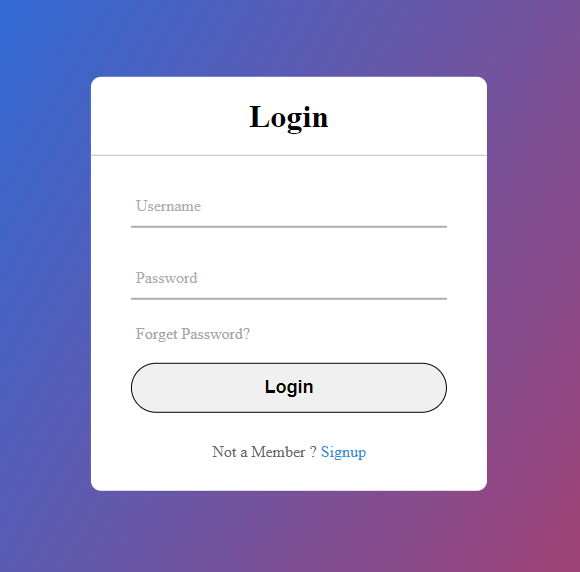 Login
Username
Password
Forget Password?
Login
Not a Member ? Signup